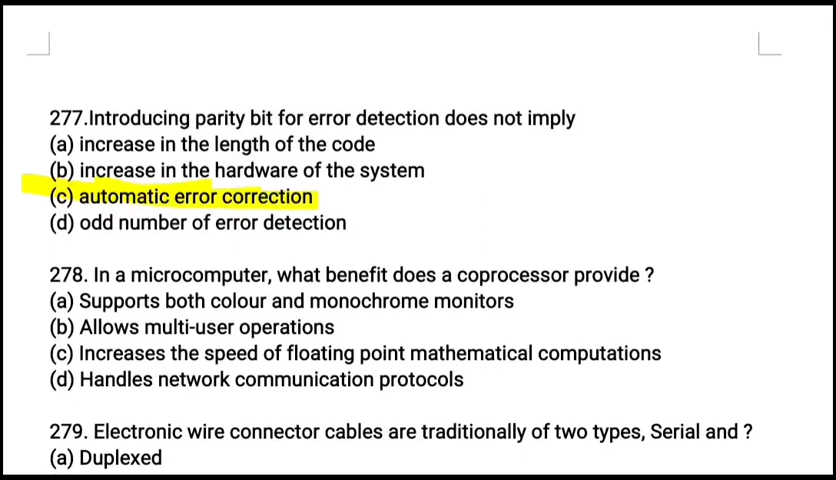 277.Introducing parity bit for error detection does not imply
(a) increase in the length of the code
(b) increase in the hardware of the system
(c) automatic error correction
(d) odd number of error detection
278. In a microcomputer, what benefit does a coprocessor provide ?
(a) Supports both colour and monochrome monitors
(b) Allows multi-user operations
(c) Increases the speed of floating point mathematical computations
(d) Handles network communication protocols
279. Electronic wire connector cables are traditionally of two types, Serial and ?
(a) Duplexed